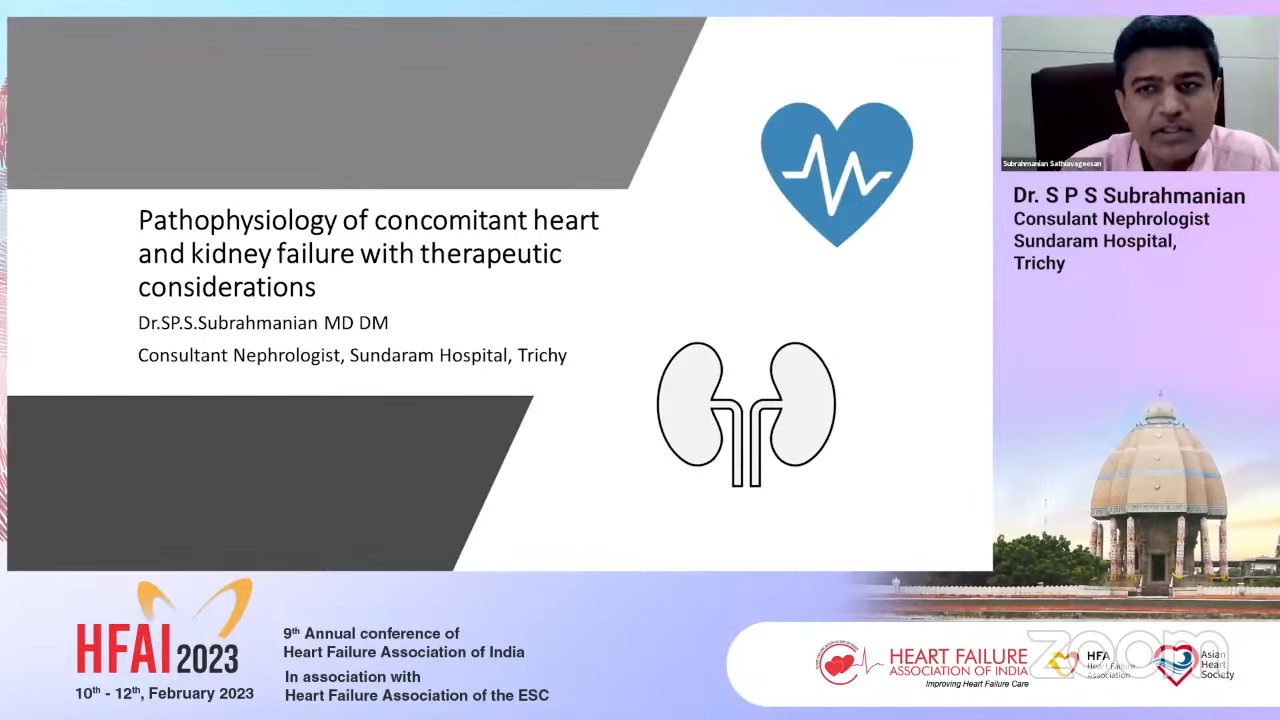 Pathophysiology of concomitant heart
and kidney failure with therapeutic
considerations
Dr.SP.S.Subrahmanian MD DM
Consultant Nephrologist, Sundaram Hospital, Trichy
Subrahmanian Sathiavageesan
Dr. S P S Subrahmanian
Consulant Nephrologist
Sundaram Hospital,
Trichy
HFAI 2023
10th - 12th, February 2023
9th Annual conference of
Heart Failure Association of India
In association with
Heart Failure Association of the ESC
HEART FAILURE
ASSOCIATION OF INDIA
Improving Heart Failure Care
zoom
HFA
Heart Failure
Association
Asian
Heart
Society